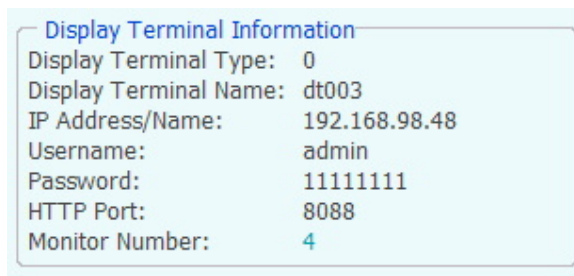 Display Terminal Information
Display Terminal Type: 0
Display Terminal Name: dt003
IP Address/Name: 192.168.98.48
Username: admin
Password: 11111111
HTTP Port: 8088
Monitor Number: 4